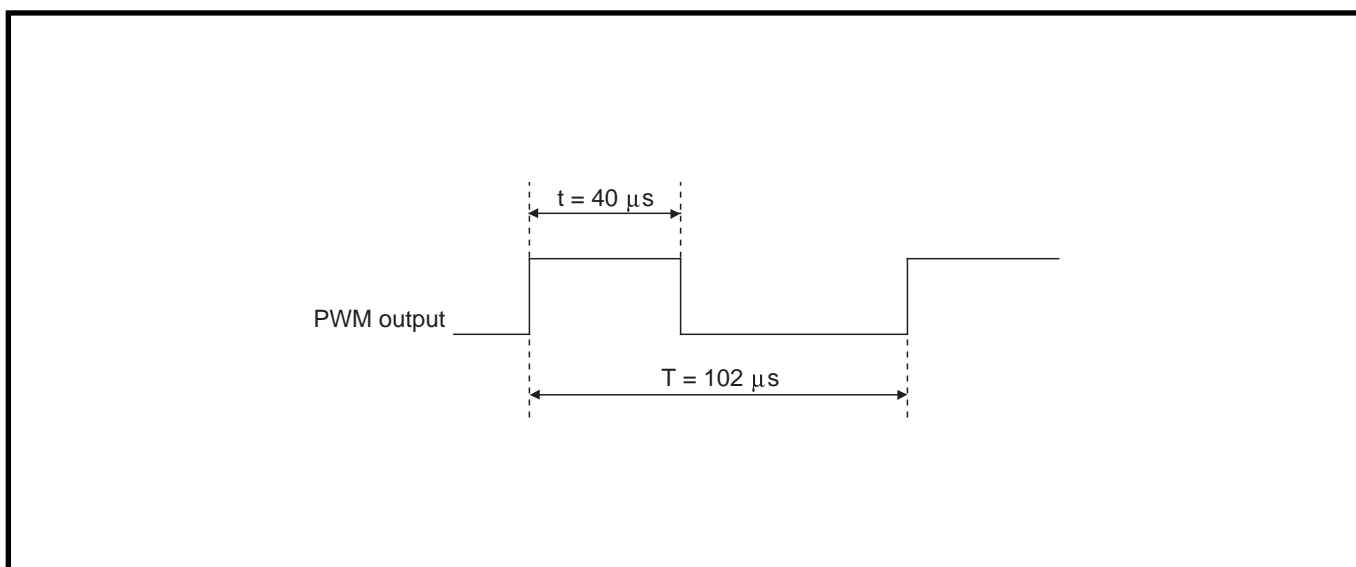 t = 40 μs
PWM output
T = 102 μs